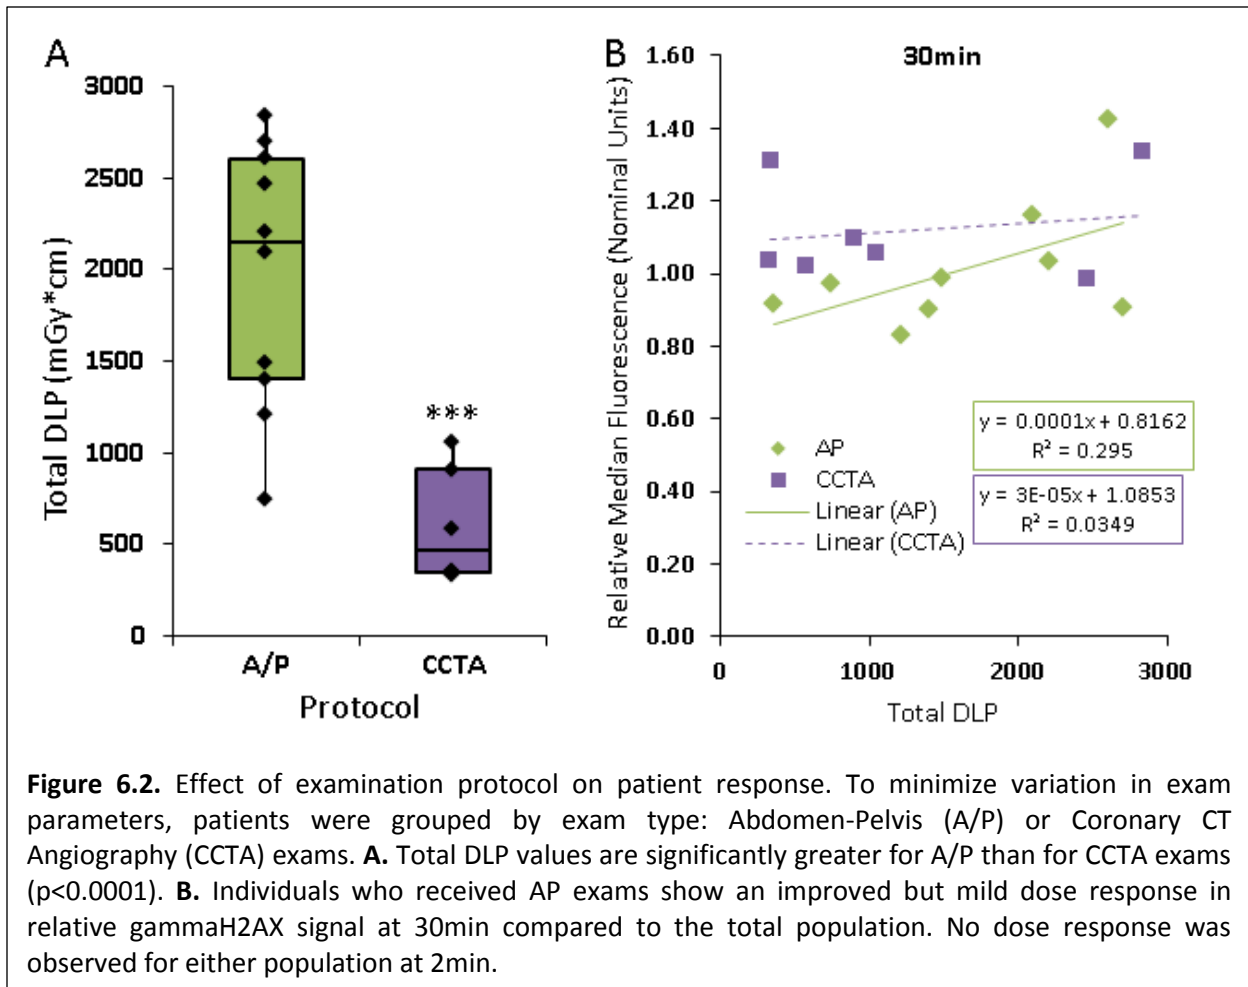 A
3000
2500
2000
1500
1000
500
0
Total DLP (mGy*cm)
***
A/P
CCTA
Protocol
B
30min
1.60
1.40
1.20
1.00
0.80
0.60
0.40
0.20
0.00
Relative Median Fluorescence (Nominal Units)
AP
CCTA
Linear (AP)
Linear (CCTA)
y = 0.0001x + 0.8162
R² = 0.295
y = 3E-05x + 1.0853
R² = 0.0349
0
1000
2000
3000
Total DLP
Figure 6.2. Effect of examination protocol on patient response. To minimize variation in exam
parameters, patients were grouped by exam type: Abdomen-Pelvis (A/P) or Coronary CT
Angiography (CCTA) exams. A. Total DLP values are significantly greater for A/P than for CCTA exams
(p<0.0001). B. Individuals who received AP exams show an improved but mild dose response in
relative gammaH2AX signal at 30min compared to the total population. No dose response was
observed for either population at 2min.